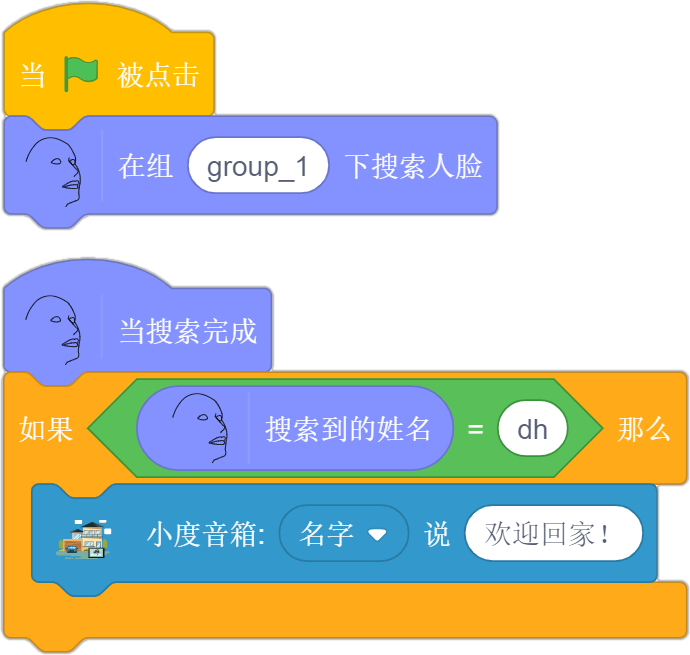 当 被点击
在组 group_1 下搜索人脸
当搜索完成
如果 搜索到的姓名 = dh 那么
小度音箱: 名字 说 欢迎回家！